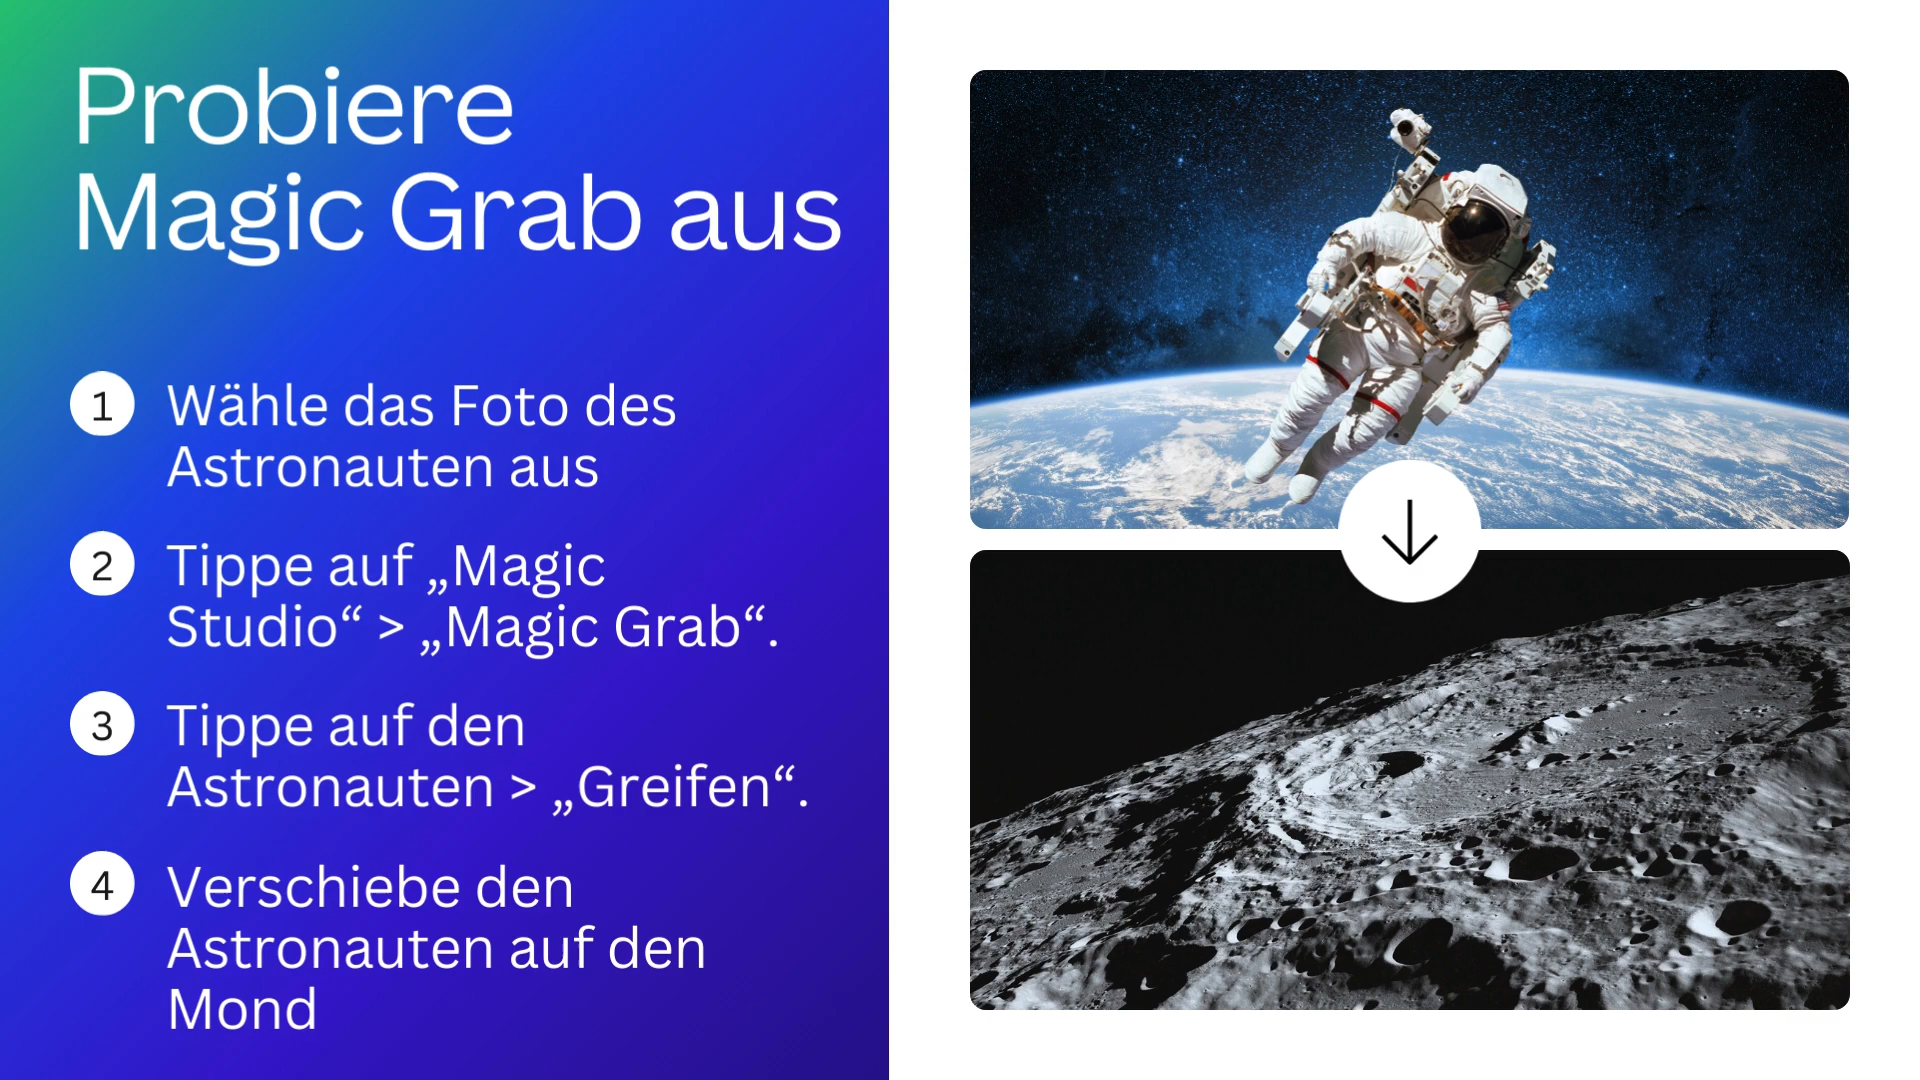 Probiere
Magic Grab aus
1 Wähle das Foto des
Astronauten aus
2 Tippe auf „Magic
Studio“ > „Magic Grab“.
3 Tippe auf den
Astronauten > „Greifen“.
4 Verschiebe den
Astronauten auf den
Mond